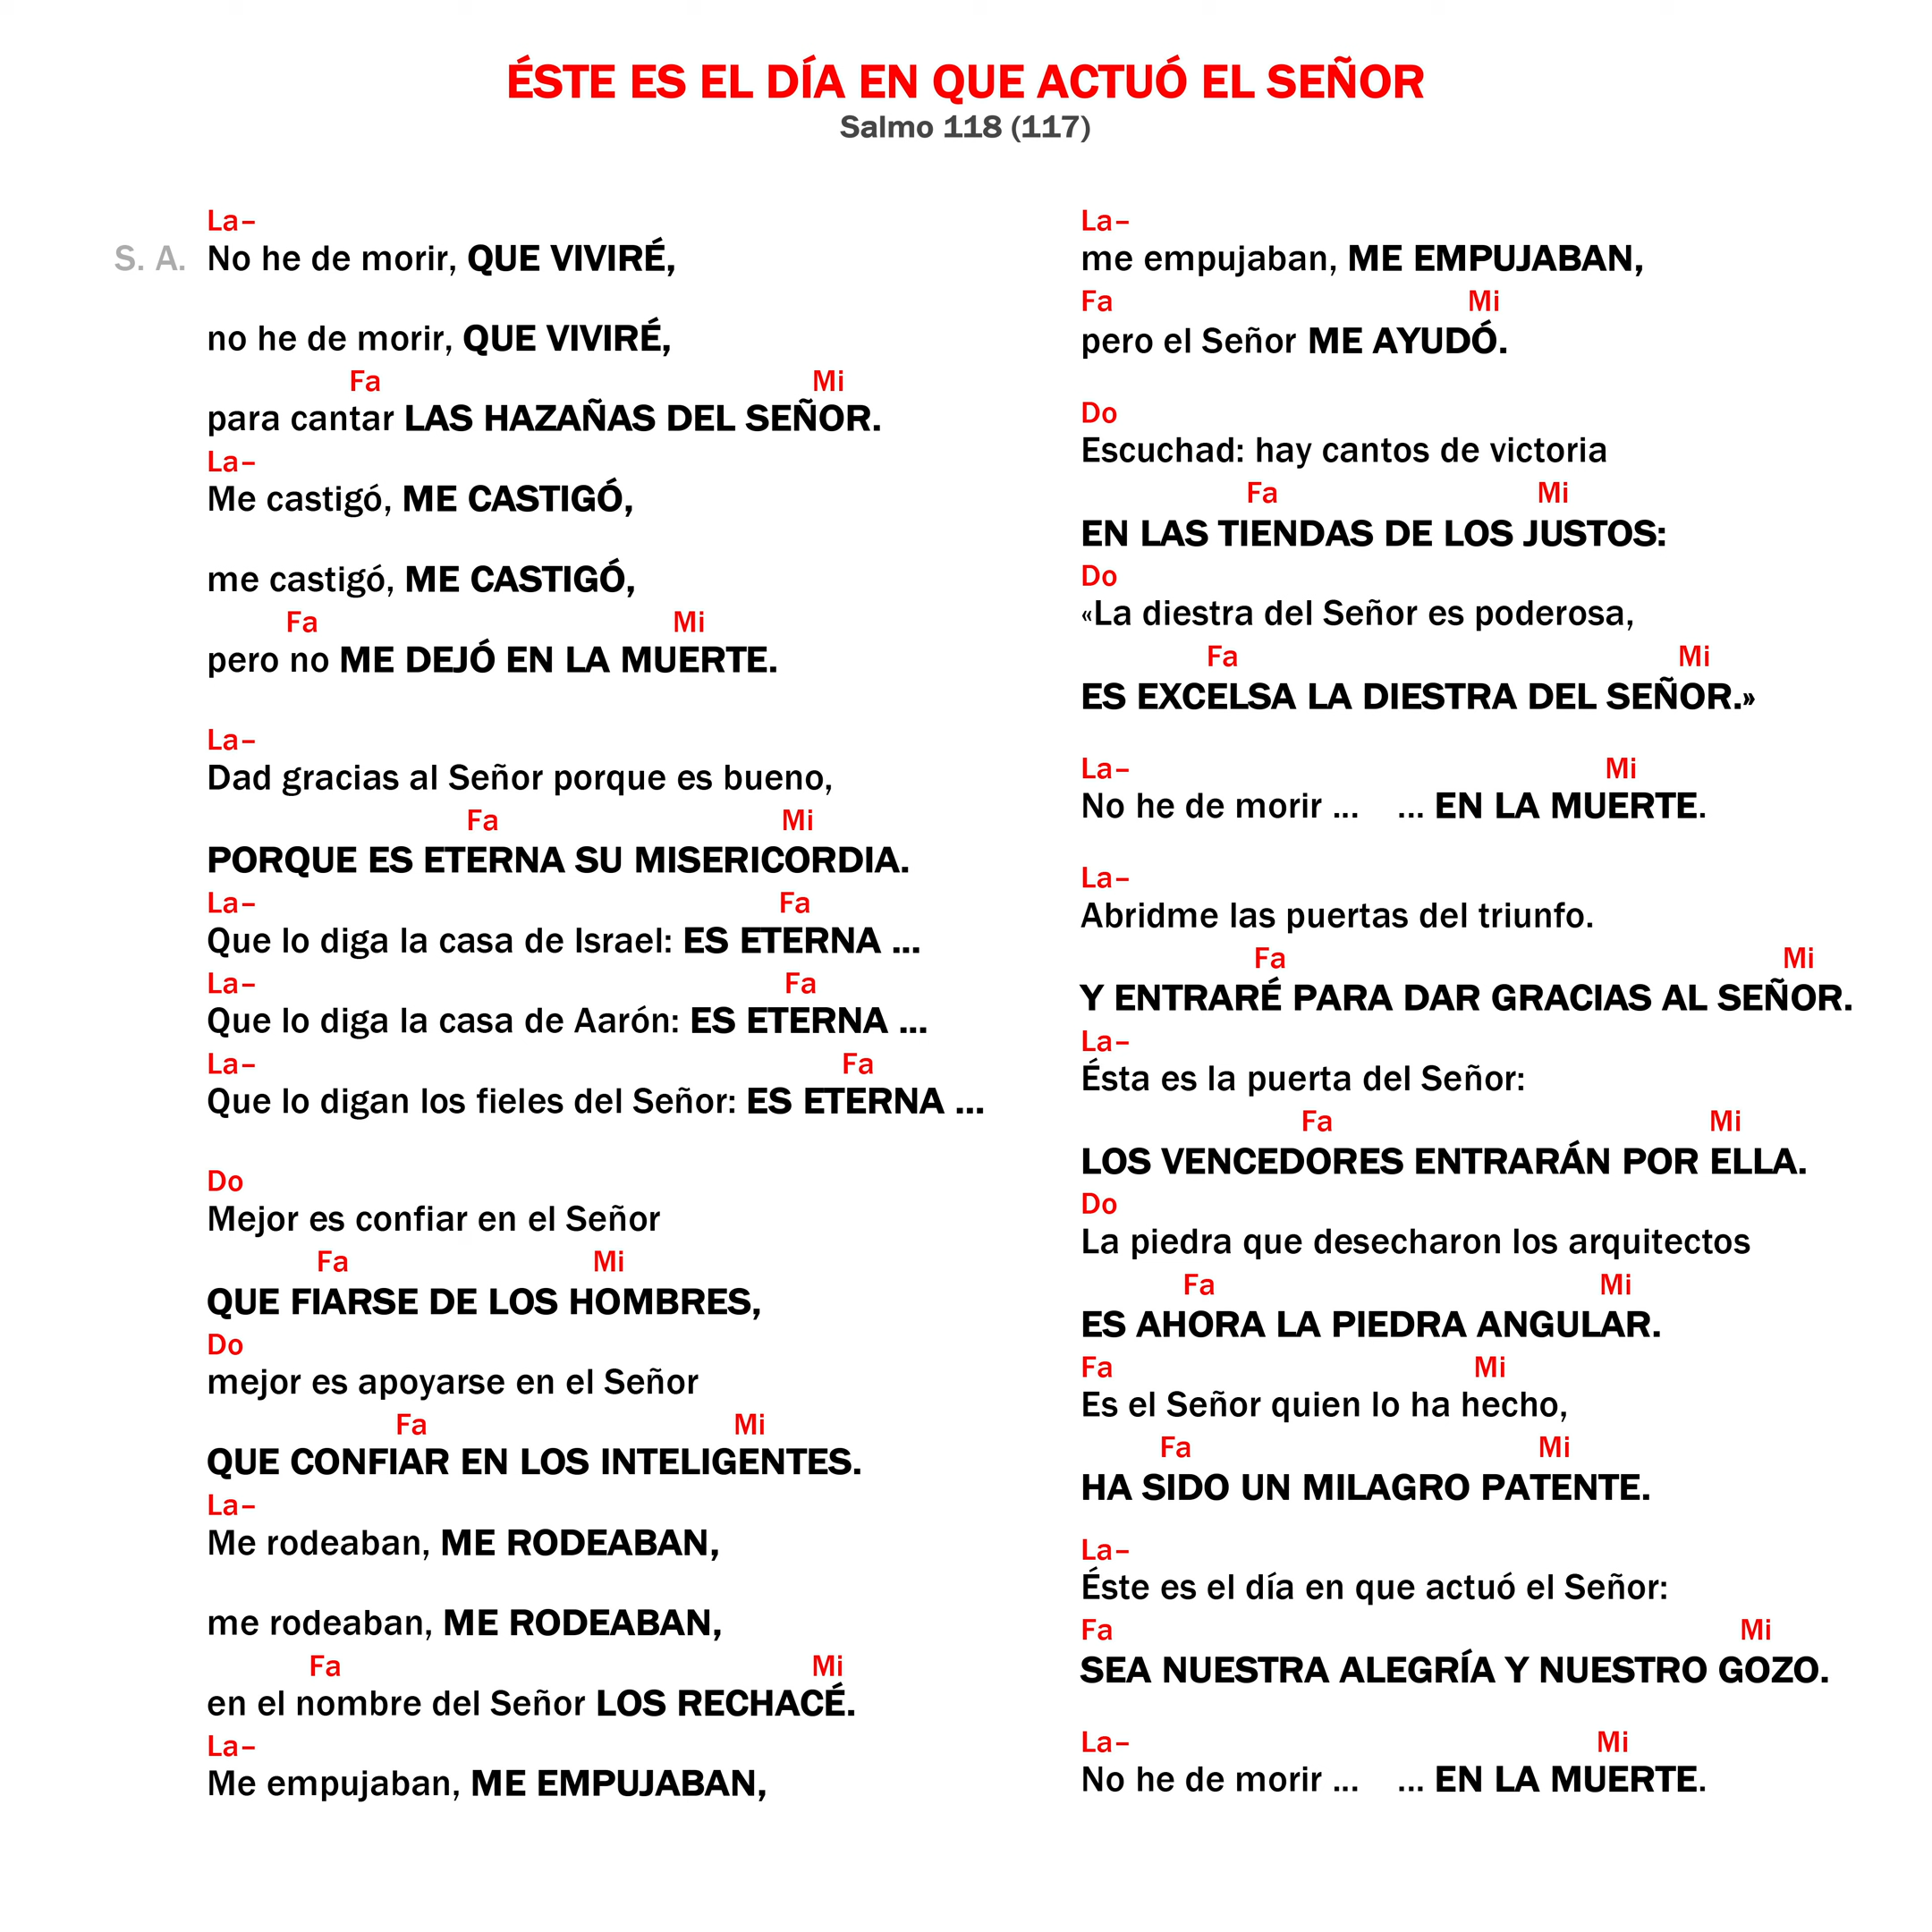 ÉSTE ES EL DÍA EN QUE ACTUÓ EL SEÑOR
Salmo 118 (117)
La–
S. A. No he de morir, QUE VIVIRÉ,
no he de morir, QUE VIVIRÉ,
Fa Mi
para cantar LAS HAZAÑAS DEL SEÑOR.
La–
Me castigó, ME CASTIGÓ,
me castigó, ME CASTIGÓ,
Fa Mi
pero no ME DEJÓ EN LA MUERTE.
La–
Dad gracias al Señor porque es bueno,
Fa Mi
PORQUE ES ETERNA SU MISERICORDIA.
La– Fa
Que lo diga la casa de Israel: ES ETERNA ...
La– Fa
Que lo diga la casa de Aarón: ES ETERNA ...
La– Fa
Que lo digan los fieles del Señor: ES ETERNA ...
Do
Mejor es confiar en el Señor
Fa Mi
QUE FIARSE DE LOS HOMBRES,
Do
mejor es apoyarse en el Señor
Fa Mi
QUE CONFIAR EN LOS INTELIGENTES.
La–
Me rodeaban, ME RODEABAN,
me rodeaban, ME RODEABAN,
Fa Mi
en el nombre del Señor LOS RECHACÉ.
La–
Me empujaban, ME EMPUJABAN,
La–
me empujaban, ME EMPUJABAN,
Fa Mi
pero el Señor ME AYUDÓ.
Do
Escuchad: hay cantos de victoria
Fa Mi
EN LAS TIENDAS DE LOS JUSTOS:
Do
«La diestra del Señor es poderosa,
Fa Mi
ES EXCELSA LA DIESTRA DEL SEÑOR.»
La– Mi
No he de morir ... ... EN LA MUERTE.
La–
Abridme las puertas del triunfo.
Fa Mi
Y ENTRARÉ PARA DAR GRACIAS AL SEÑOR.
La–
Ésta es la puerta del Señor:
Fa Mi
LOS VENCEDORES ENTRARÁN POR ELLA.
Do
La piedra que desecharon los arquitectos
Fa Mi
ES AHORA LA PIEDRA ANGULAR.
Fa Mi
Es el Señor quien lo ha hecho,
Fa Mi
HA SIDO UN MILAGRO PATENTE.
La–
Éste es el día en que actuó el Señor:
Fa Mi
SEA NUESTRA ALEGRÍA Y NUESTRO GOZO.
La– Mi
No he de morir ... ... EN LA MUERTE.